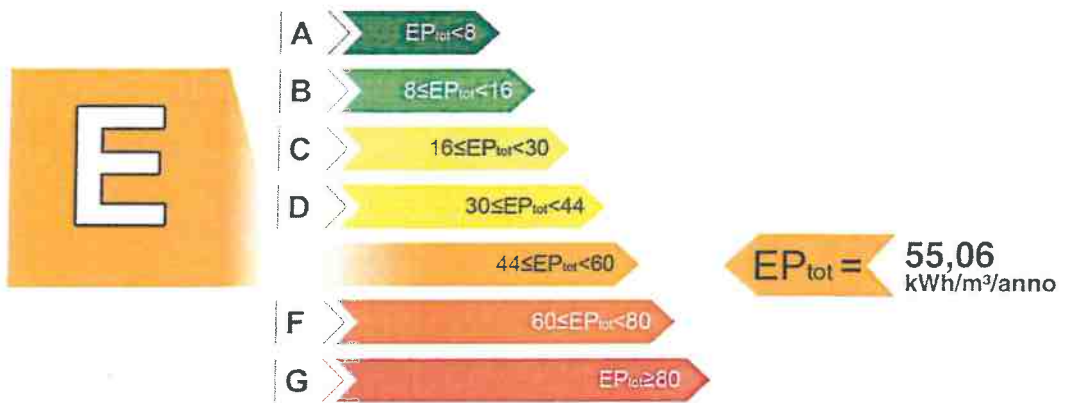 A EPtot<8
B 8≤EPtot<16
E
C 16≤EPtot<30
D 30≤EPtot<44
44≤EPtot<60
EPtot = 55,06
kWh/m³/anno
F 60≤EPtot<80
G EPtot≥80